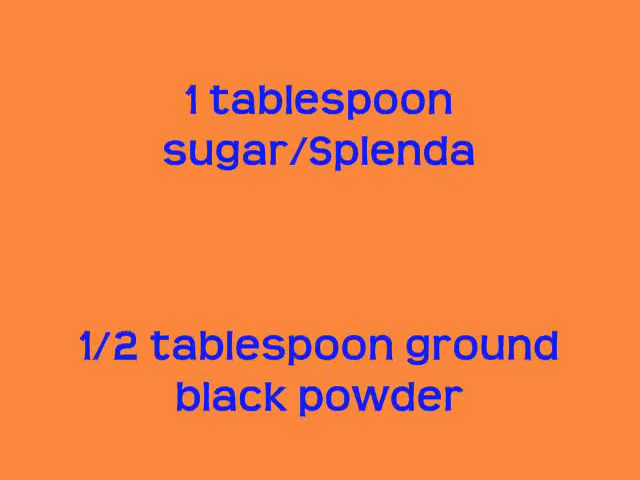 1 tablespoon
sugar/Splenda
1/2 tablespoon ground
black powder